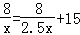 8/x = 8/2.5x + 15